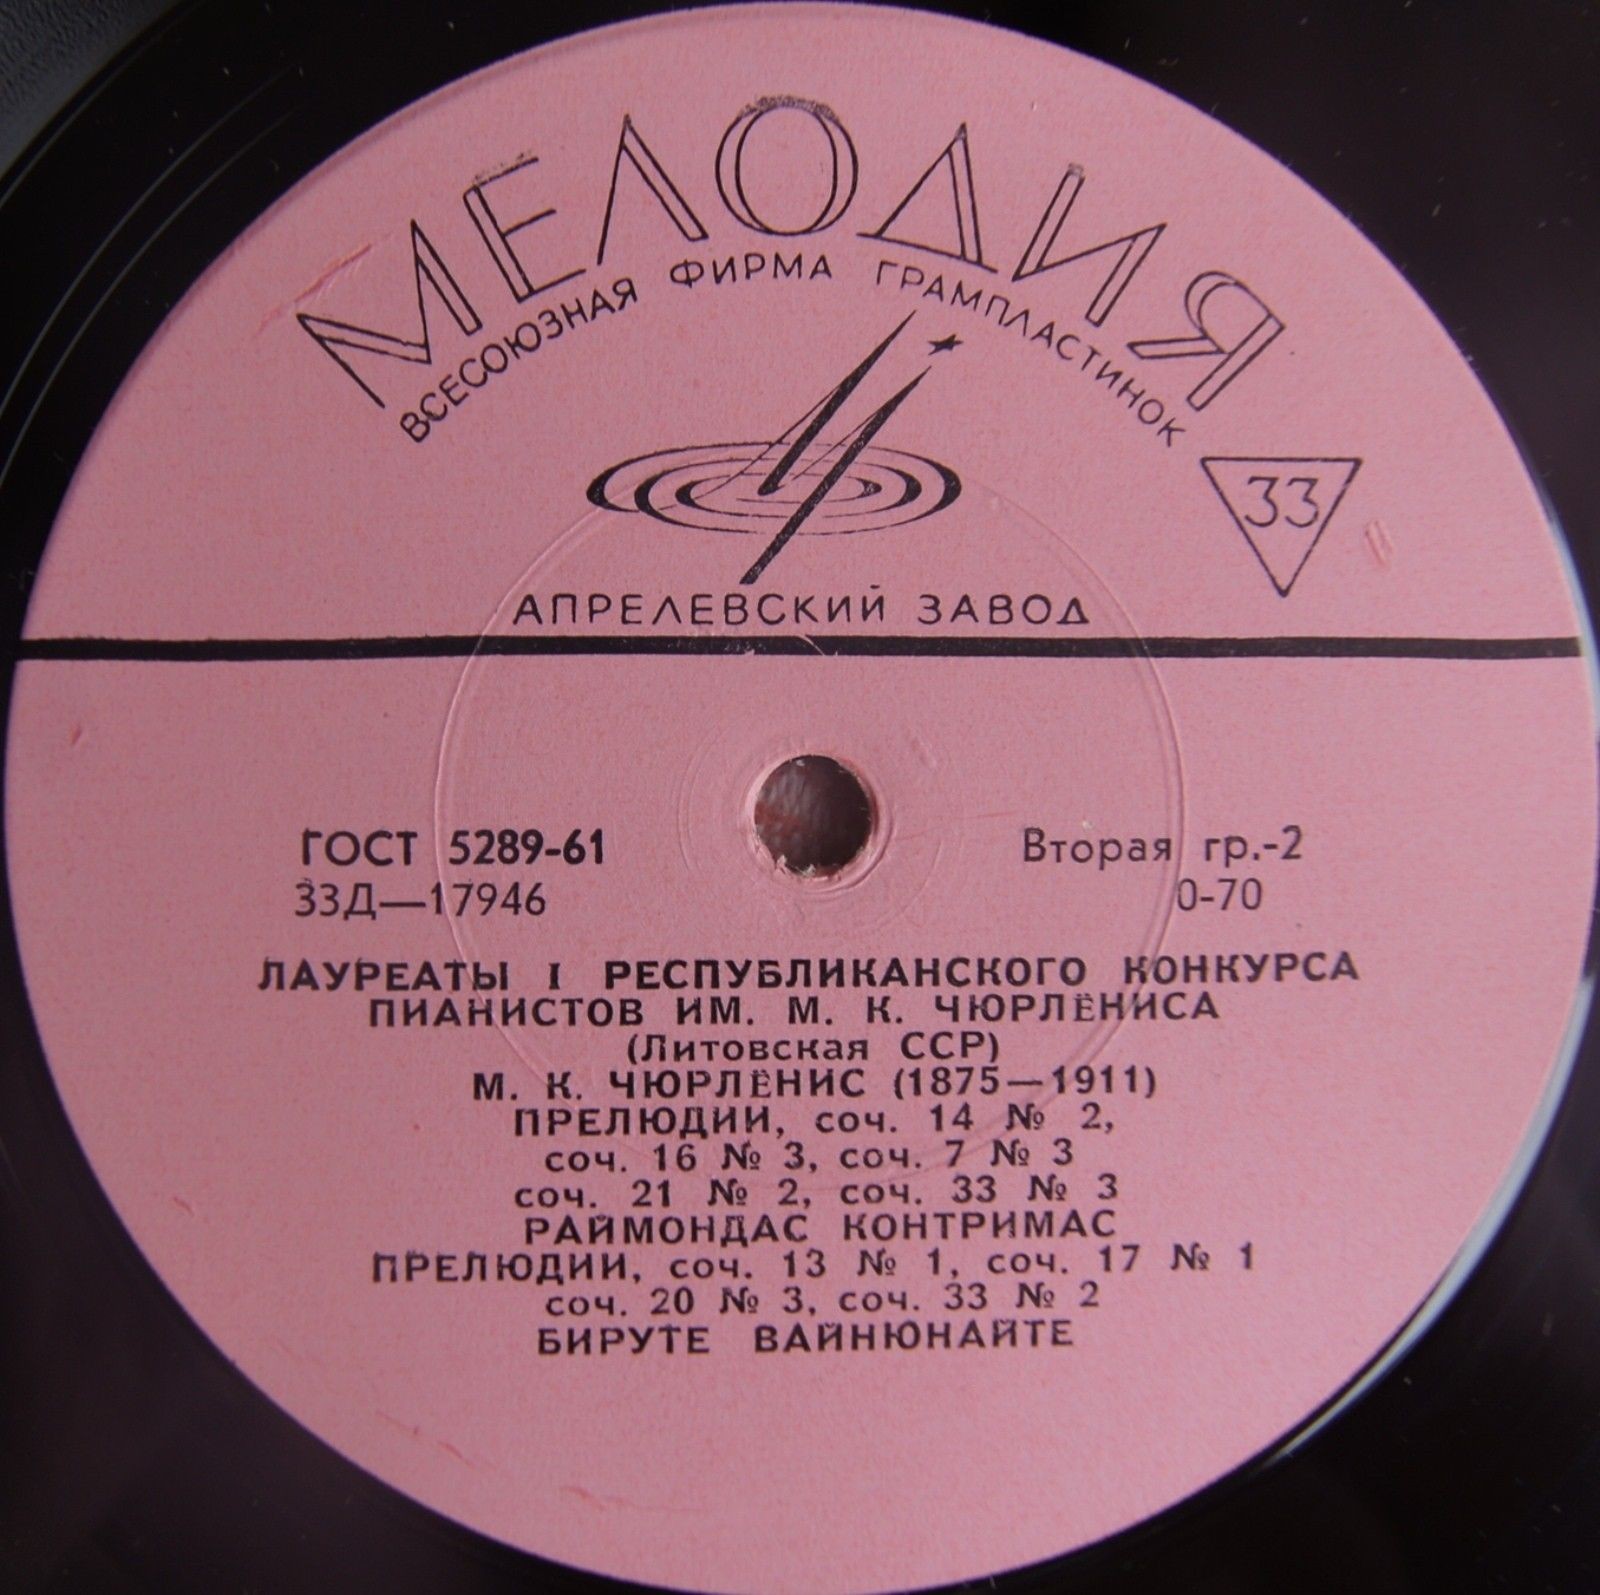 МЕЛОДИЯ
ВСЕСОЮЗНАЯ ФИРМА ГРАМПЛАСТИНОК
33
АПРЕЛЕВСКИЙ ЗАВОД
ГОСТ 5289-61 Вторая гр.-2
33Д—17946 0-70
ЛАУРЕАТЫ I РЕСПУБЛИКАНСКОГО КОНКУРСА
ПИАНИСТОВ ИМ. М. К. ЧЮРЛЁНИСА
(Литовская ССР)
М. К. ЧЮРЛЁНИС (1875—1911)
ПРЕЛЮДИИ, соч. 14 № 2,
соч. 16 № 3, соч. 7 № 3
соч. 21 № 2, соч. 33 № 3
РАЙМОНДАС КОНТРИМАС
ПРЕЛЮДИИ, соч. 13 № 1, соч. 17 № 1
соч. 20 № 3, соч. 33 № 2
БИРУТЕ ВАЙНЮНАЙТЕ